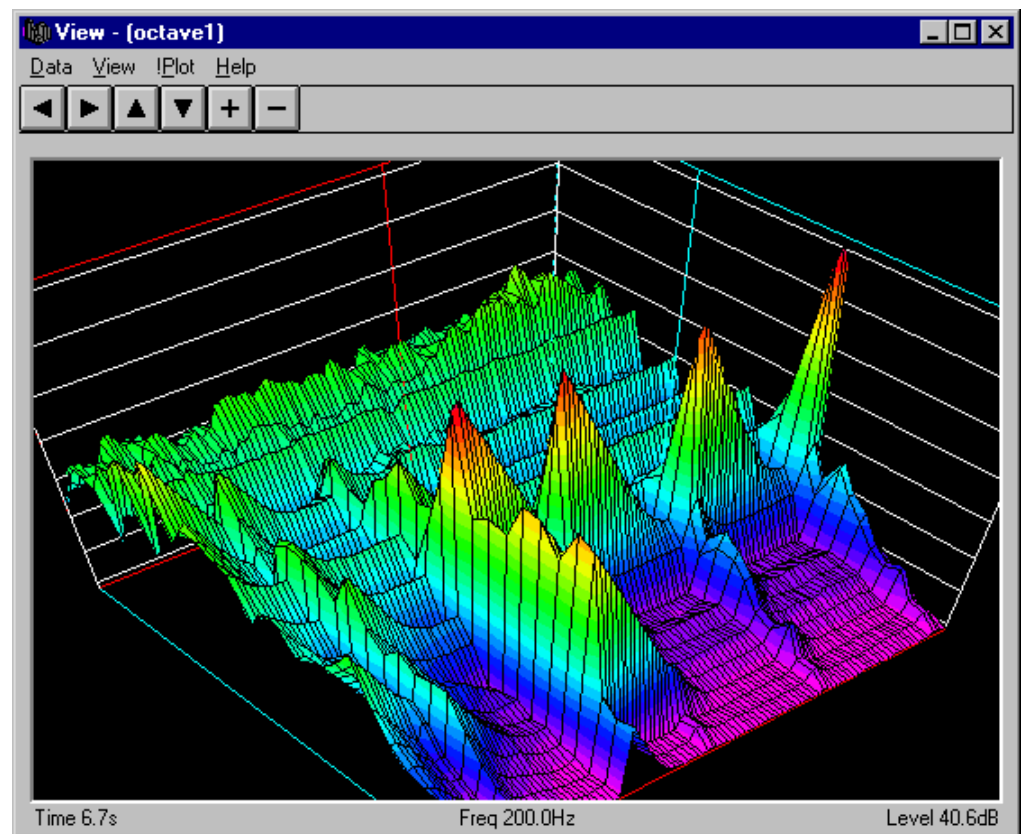 View - (octave1)
Data View !Plot Help
Time 6.7s Freq 200.0Hz Level 40.6dB